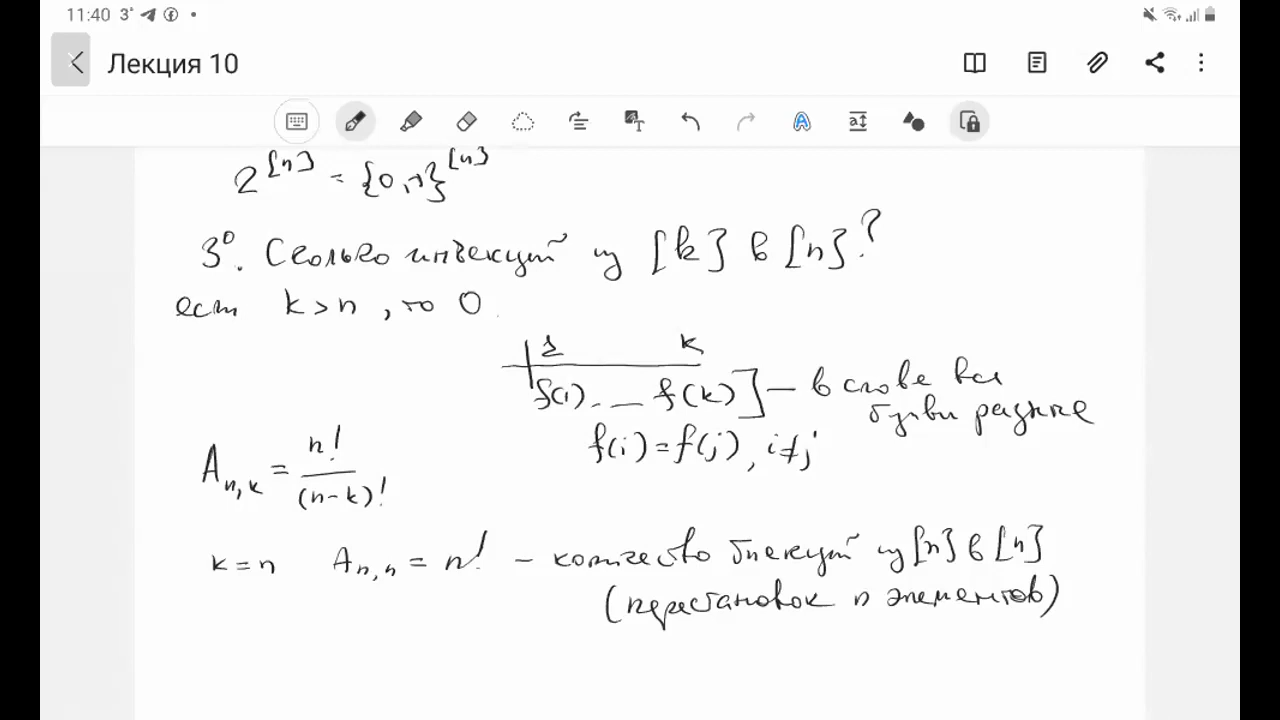 11:40 3°
Лекция 10
2^[n] = {0,1}^[n]
3°. Сколько инъекций из [k] в [n]?
если k > n, то 0.
1 k
f(1) ... f(k) — в слове все
буквы разные
f(i) = f(j), i ≠ j
A_{n,k} = n! / (n-k)!
k = n A_{n,n} = n! – количество биекций из [n] в [n]
(перестановок n элементов)